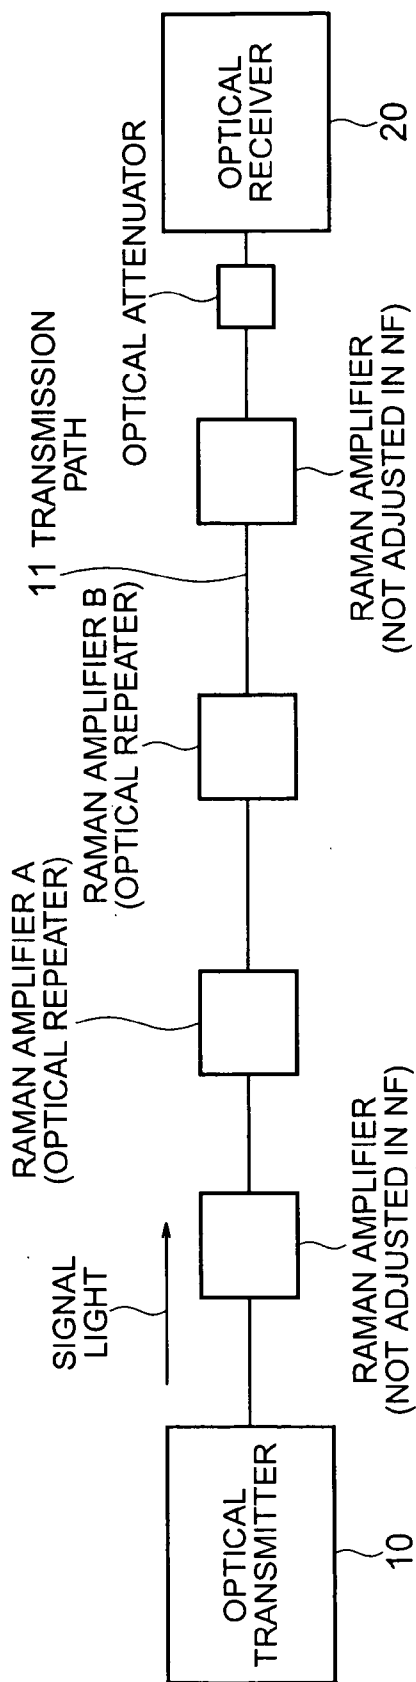 OPTICAL
TRANSMITTER
10
SIGNAL
LIGHT
RAMAN AMPLIFIER
(NOT ADJUSTED IN NF)
RAMAN AMPLIFIER A
(OPTICAL REPEATER)
RAMAN AMPLIFIER B
(OPTICAL REPEATER)
11 TRANSMISSION
PATH
RAMAN AMPLIFIER
(NOT ADJUSTED IN NF)
OPTICAL ATTENUATOR
OPTICAL
RECEIVER
20